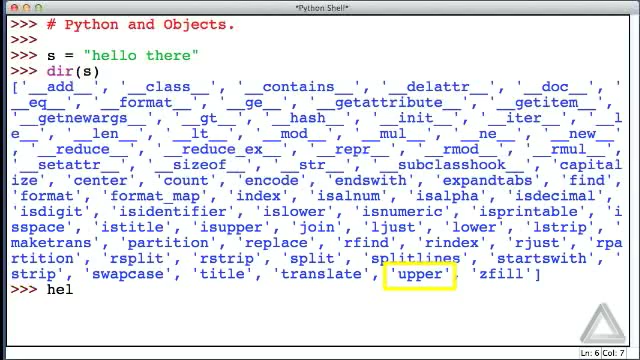 *Python Shell*
>>> # Python and Objects.
>>>
>>> s = "hello there"
>>> dir(s)
['__add__', '__class__', '__contains__', '__delattr__', '__doc__', '
__eq__', '__format__', '__ge__', '__getattribute__', '__getitem__',
'__getnewargs__', '__gt__', '__hash__', '__init__', '__iter__', '__l
e__', '__len__', '__lt__', '__mod__', '__mul__', '__ne__', '__new__'
, '__reduce__', '__reduce_ex__', '__repr__', '__rmod__', '__rmul__',
'__setattr__', '__sizeof__', '__str__', '__subclasshook__', 'capital
ize', 'center', 'count', 'encode', 'endswith', 'expandtabs', 'find',
'format', 'format_map', 'index', 'isalnum', 'isalpha', 'isdecimal',
'isdigit', 'isidentifier', 'islower', 'isnumeric', 'isprintable', 'i
sspace', 'istitle', 'isupper', 'join', 'ljust', 'lower', 'lstrip', '
maketrans', 'partition', 'replace', 'rfind', 'rindex', 'rjust', 'rpa
rtition', 'rsplit', 'rstrip', 'split', 'splitlines', 'startswith', '
strip', 'swapcase', 'title', 'translate', 'upper', 'zfill']
>>> hel
Ln: 6 Col: 7